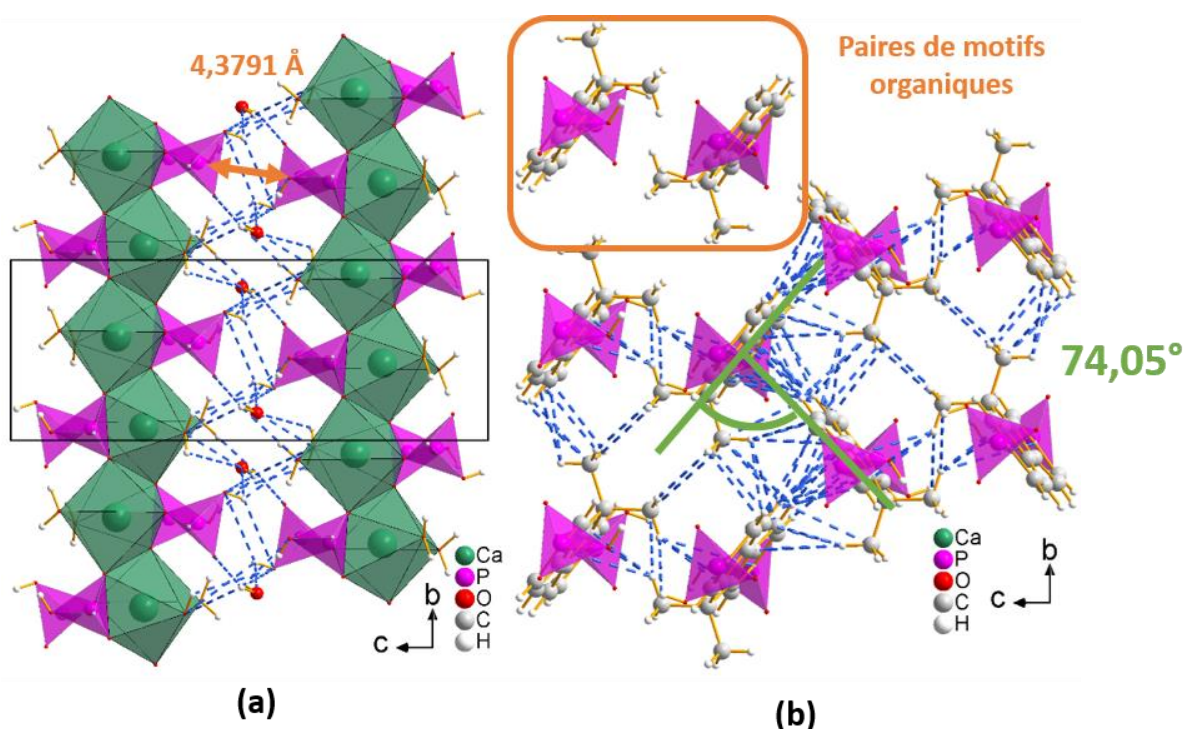 4,3791 Å
Paires de motifs
organiques
74,05°
Ca
P
O
C
H
b
c
Ca
P
O
C
H
b
c
(a)
(b)